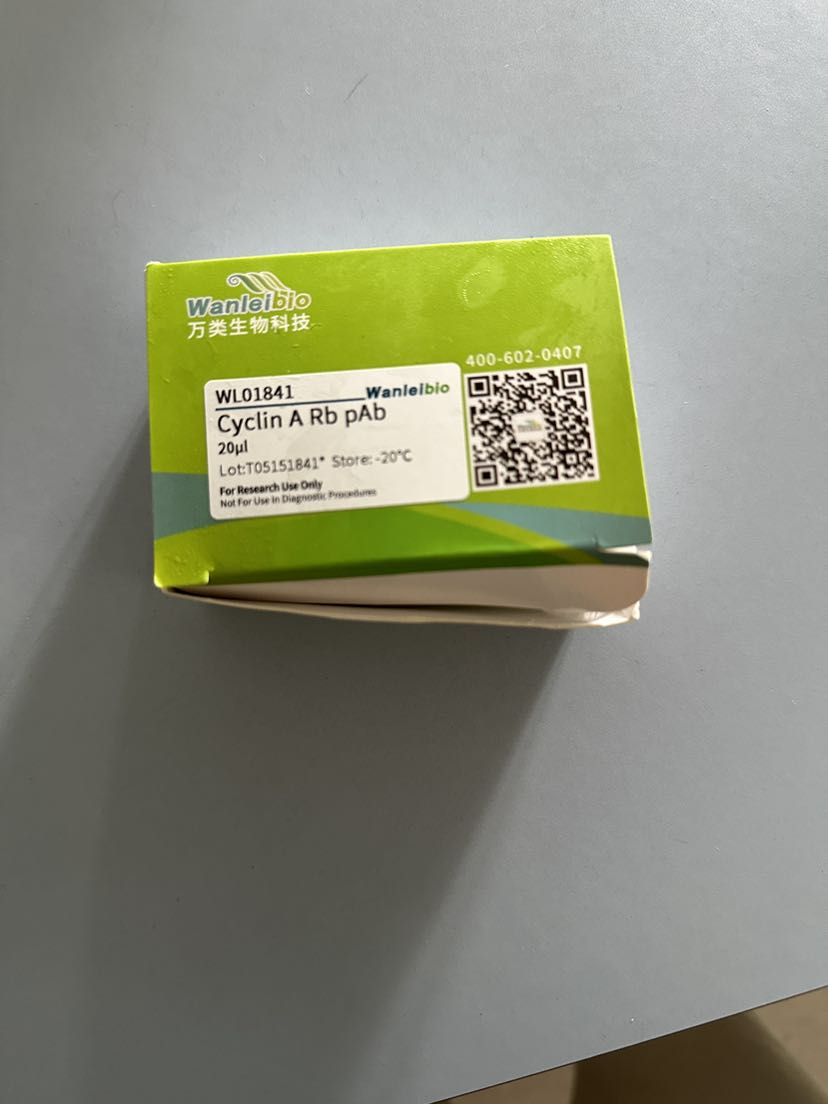 Wanleibio
万类生物科技
400-602-0407
WL01841 Wanleibio
Cyclin A Rb pAb
20μl
Lot:T05151841* Store: -20℃
For Research Use Only
Not For Use In Diagnostic Procedures